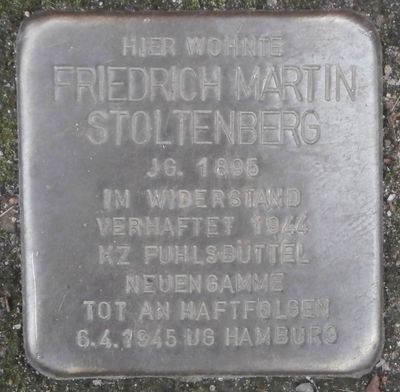 HIER WOHNTE
FRIEDRICH MARTIN
STOLTENBERG
JG. 1895
IM WIDERSTAND
VERHAFTET 1944
KZ FUHLSBÜTTEL
NEUENGAMME
TOT AN HAFTFOLGEN
6.4.1945 UG HAMBURG